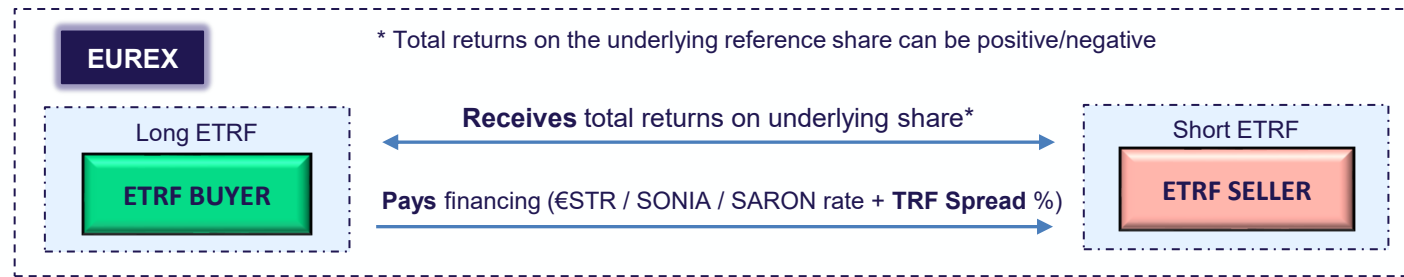 * Total returns on the underlying reference share can be positive/negative
EUREX
Long ETRF
Receives total returns on underlying share*
Short ETRF
ETRF BUYER
Pays financing (€STR / SONIA / SARON rate + TRF Spread %)
ETRF SELLER